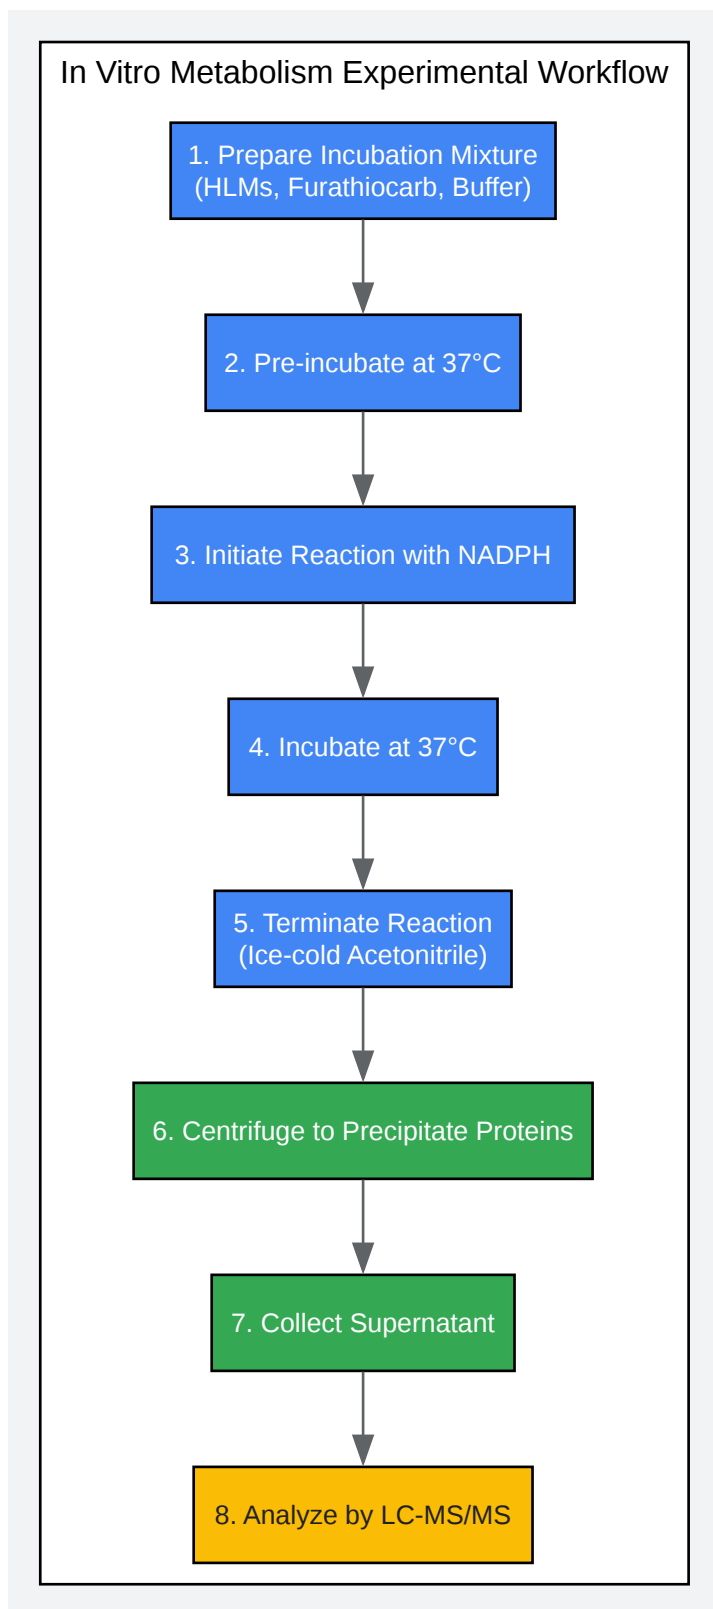 In Vitro Metabolism Experimental Workflow
1. Prepare Incubation Mixture
(HLMs, Furathiocarb, Buffer)
2. Pre-incubate at 37°C
3. Initiate Reaction with NADPH
4. Incubate at 37°C
5. Terminate Reaction
(Ice-cold Acetonitrile)
6. Centrifuge to Precipitate Proteins
7. Collect Supernatant
8. Analyze by LC-MS/MS